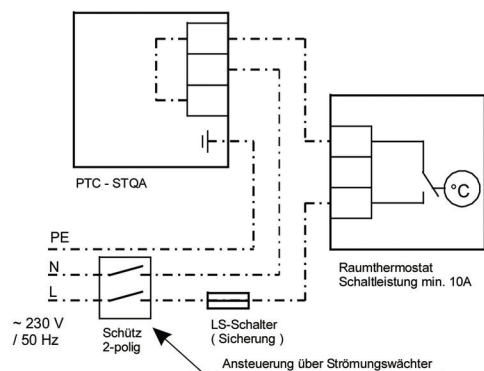 PTC - STQA
°C
Raumthermostat
Schaltleistung min. 10A
PE
N
L
~ 230 V
/ 50 Hz
Schütz
2-polig
LS-Schalter
( Sicherung )
Ansteuerung über Strömungswächter